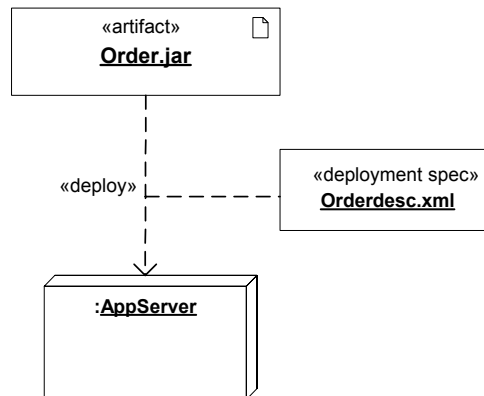 «artifact»
Order.jar
«deploy»
«deployment spec»
Orderdesc.xml
:AppServer